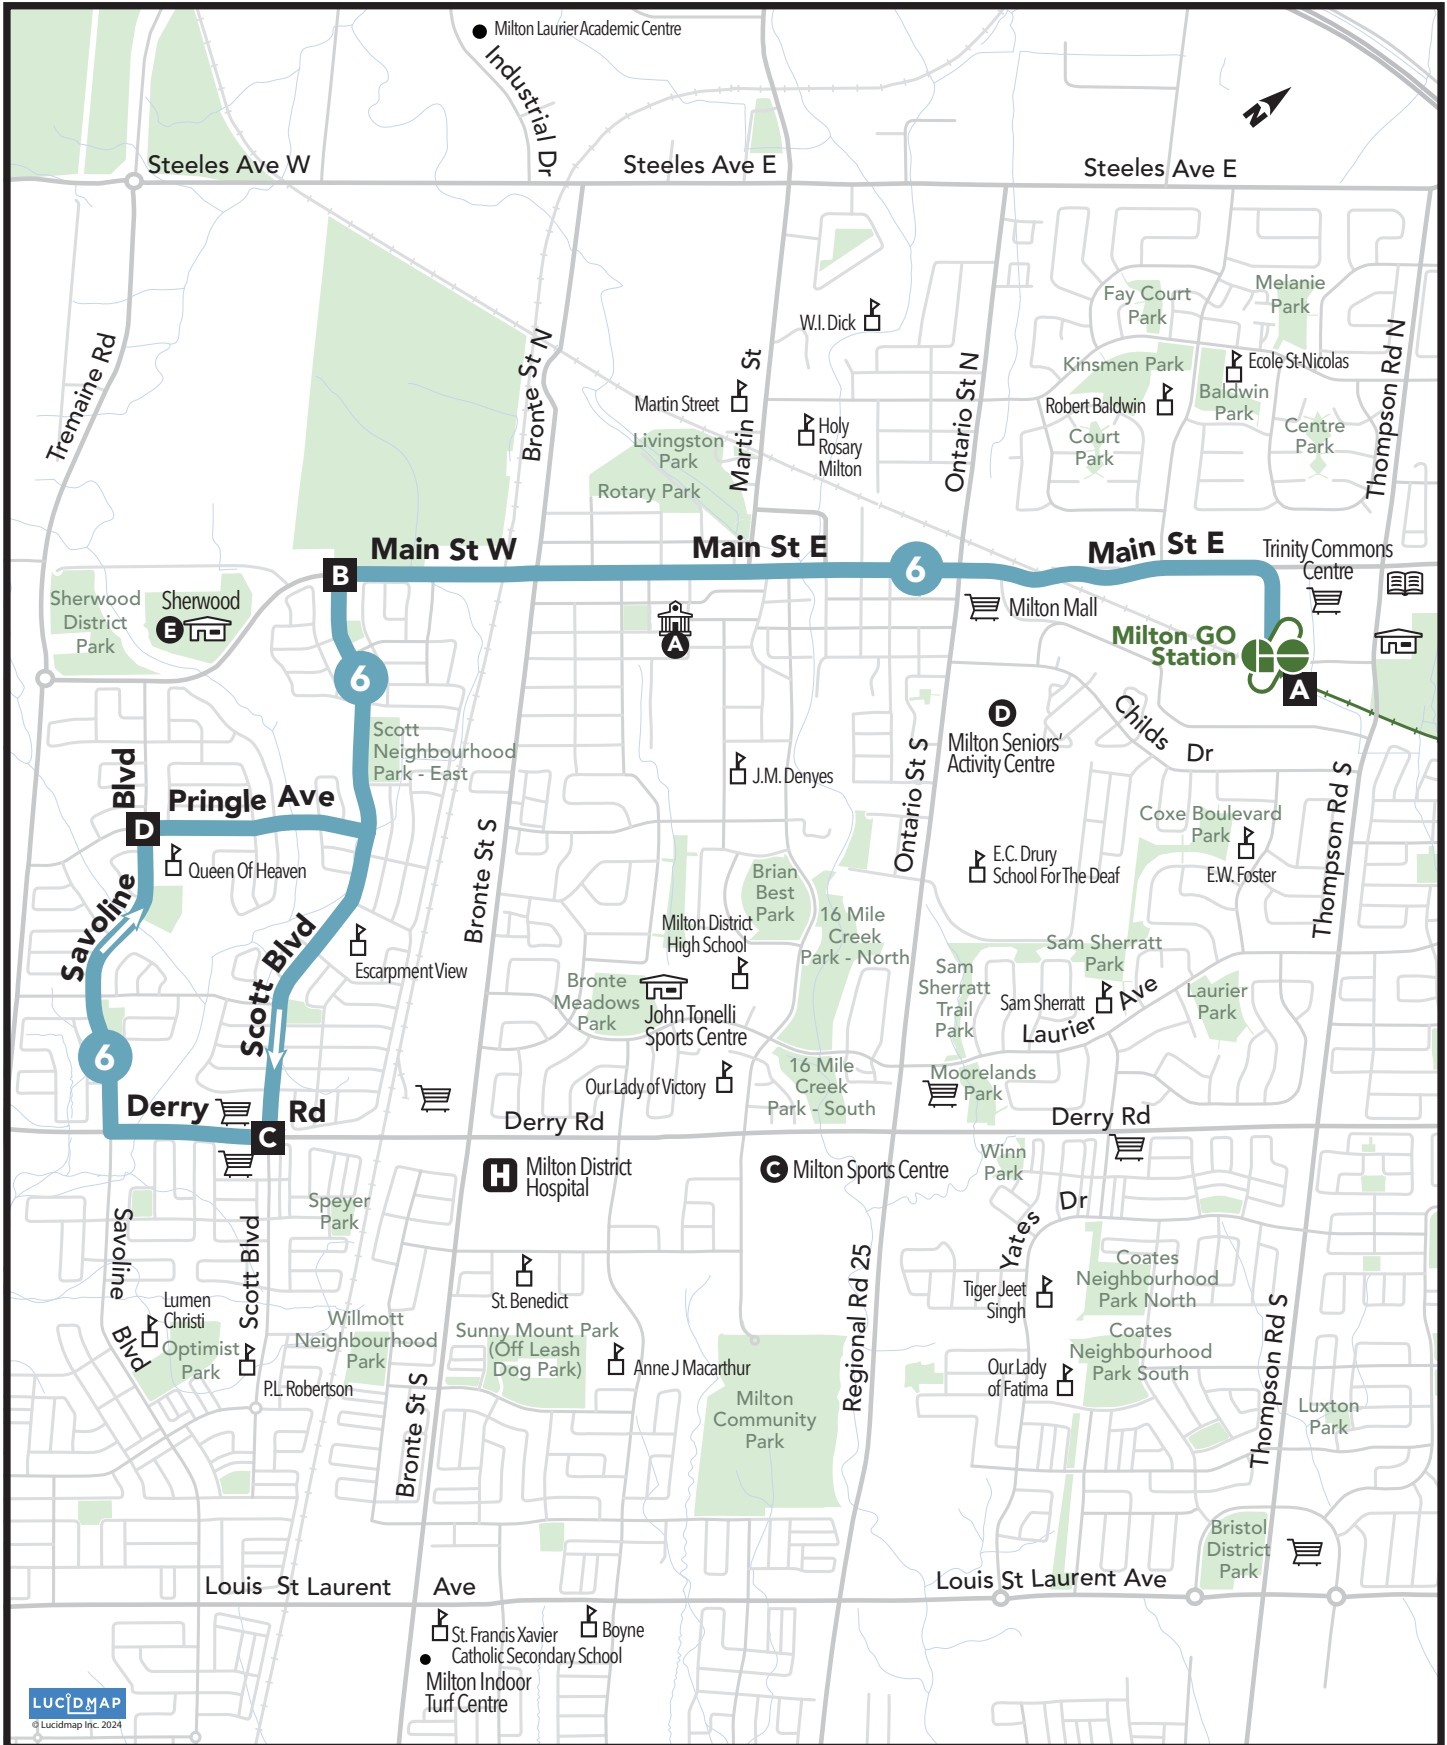 Milton Laurier Academic Centre
Industrial Dr
N
Steeles Ave W
Steeles Ave E
Steeles Ave E
Tremaine Rd
Bronte St N
W.I. Dick
Martin St
Martin Street
Holy
Rosary
Milton
Livingston
Park
Rotary Park
Ontario St N
Fay Court
Park
Melanie
Park
Kinsmen Park
Ecole St-Nicolas
Robert Baldwin
Baldwin
Park
Court
Park
Centre
Park
Thompson Rd N
B
Main St W
Main St E
6
Main St E
Trinity Commons
Centre
Sherwood
District
Park
Sherwood
E
A
Milton Mall
Milton GO
Station
A
6
Scott
Neighbourhood
Park - East
D
Milton Seniors'
Activity Centre
Childs Dr
J.M. Denyes
Ontario St S
Blvd
D
Pringle Ave
Queen Of Heaven
Savoline
Bronte St S
Coxe Boulevard
Park
E.W. Foster
E.C. Drury
School For The Deaf
Thompson Rd S
Brian
Best
Park
16 Mile
Creek
Park - North
Milton District
High School
Escarpment View
Scott Blvd
Bronte
Meadows
Park
John Tonelli
Sports Centre
Sam Sherratt
Park
Sam
Sherratt
Trail
Park
Sam Sherratt
Laurier Ave
Laurier
Park
6
Our Lady of Victory
16 Mile
Creek
Park - South
Moorelands
Park
Derry Rd
C
Derry Rd
Derry Rd
H
Milton District
Hospital
C
Milton Sports Centre
Winn
Park
Speyer
Park
Yates Dr
Savoline Blvd
Scott Blvd
Lumen
Christi
Optimist
Park
P.L. Robertson
Willmott
Neighbourhood
Park
St. Benedict
Sunny Mount Park
(Off Leash
Dog Park)
Anne J Macarthur
Regional Rd 25
Tiger Jeet
Singh
Coates
Neighbourhood
Park North
Coates
Neighbourhood
Park South
Our Lady
of Fatima
Thompson Rd S
Luxton
Park
Milton
Community
Park
Bronte St S
Bristol
District
Park
Louis St Laurent Ave
Louis St Laurent Ave
St. Francis Xavier
Catholic Secondary School
Boyne
Milton Indoor
Turf Centre
LUCIDMAP
© Lucidmap Inc. 2024